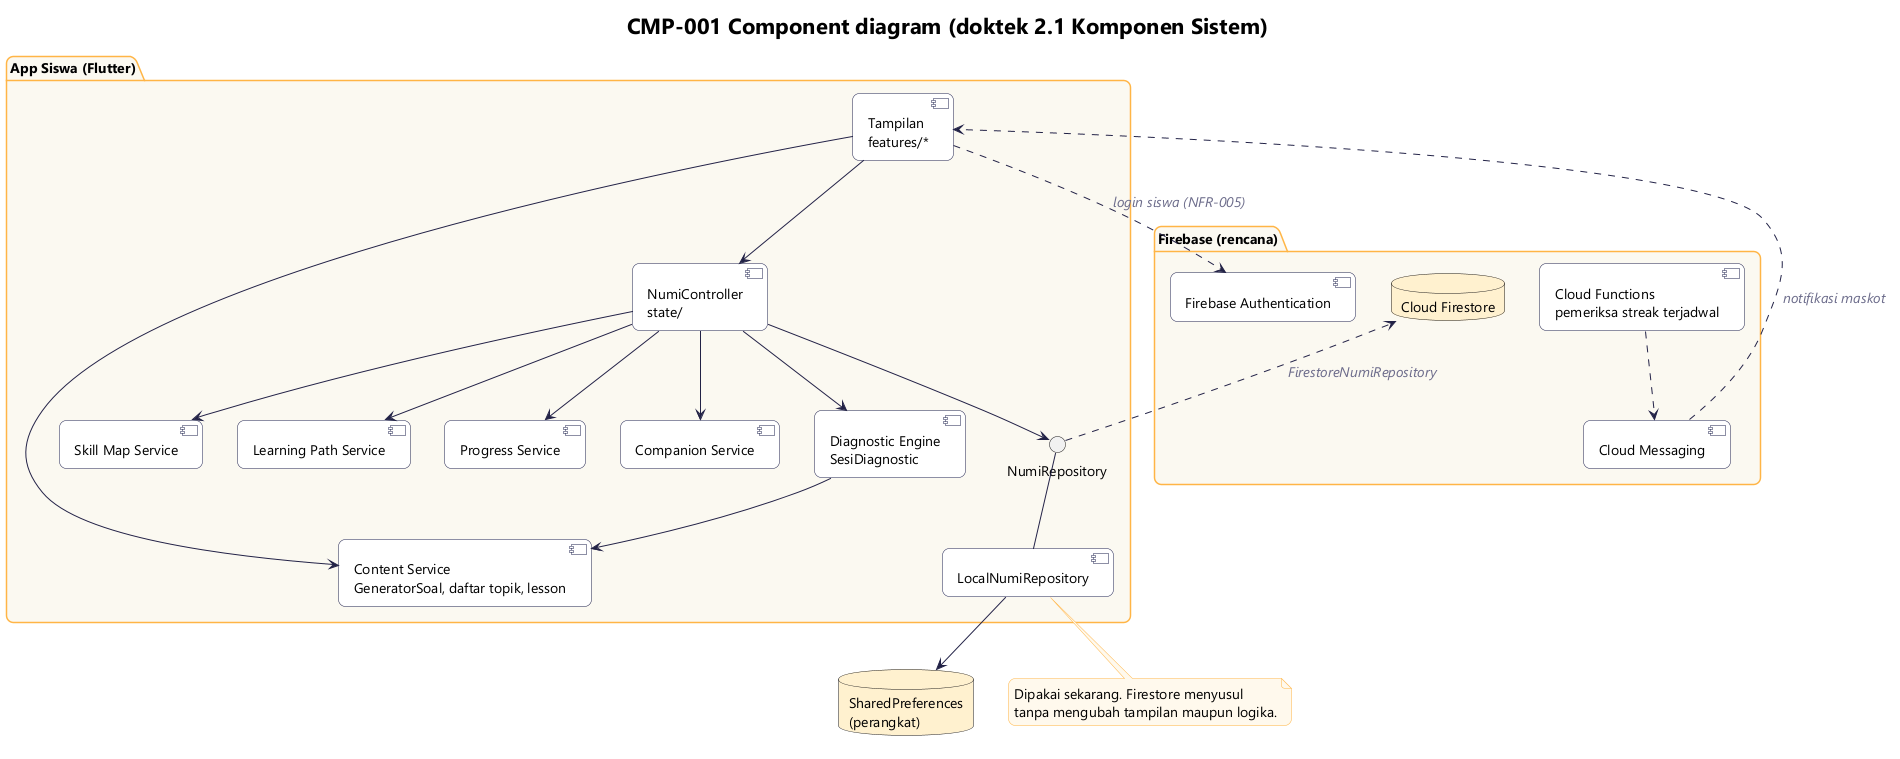 CMP-001 Component diagram (doktek 2.1 Komponen Sistem)
App Siswa (Flutter)
Tampilan
features/*
login siswa (NFR-005)
Firebase (rencana)
NumiController
state/
Firebase Authentication
Cloud Firestore
Cloud Functions
pemeriksa streak terjadwal
notifikasi maskot
FirestoreNumiRepository
Skill Map Service
Learning Path Service
Progress Service
Companion Service
Diagnostic Engine
SesiDiagnostic
NumiRepository
Cloud Messaging
Content Service
GeneratorSoal, daftar topik, lesson
LocalNumiRepository
SharedPreferences
(perangkat)
Dipakai sekarang. Firestore menyusul
tanpa mengubah tampilan maupun logika.